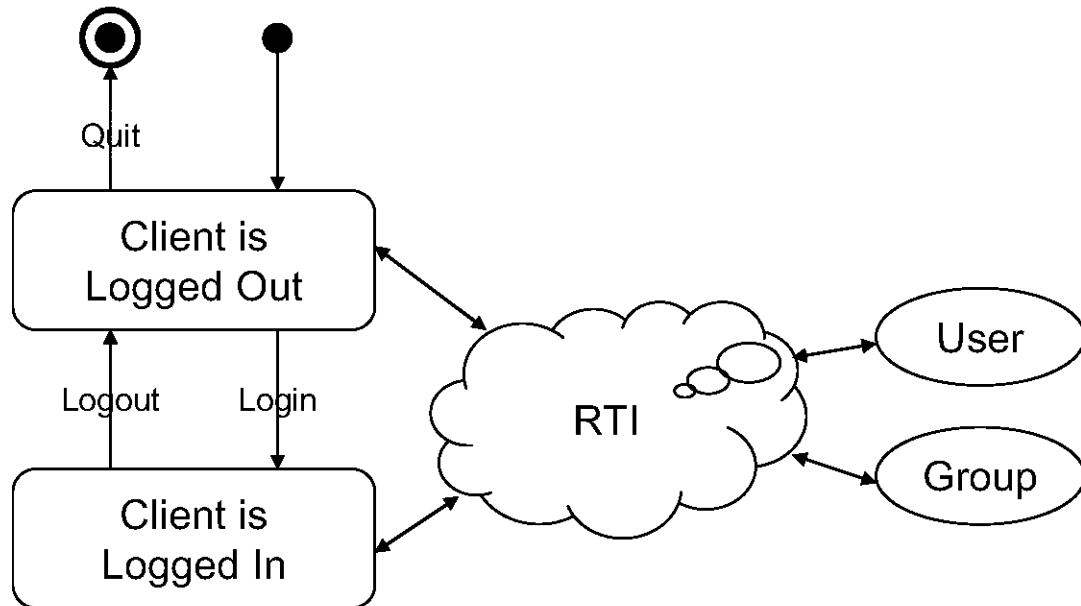 Quit
Client is
Logged Out
Logout
Login
Client is
Logged In
RTI
User
Group